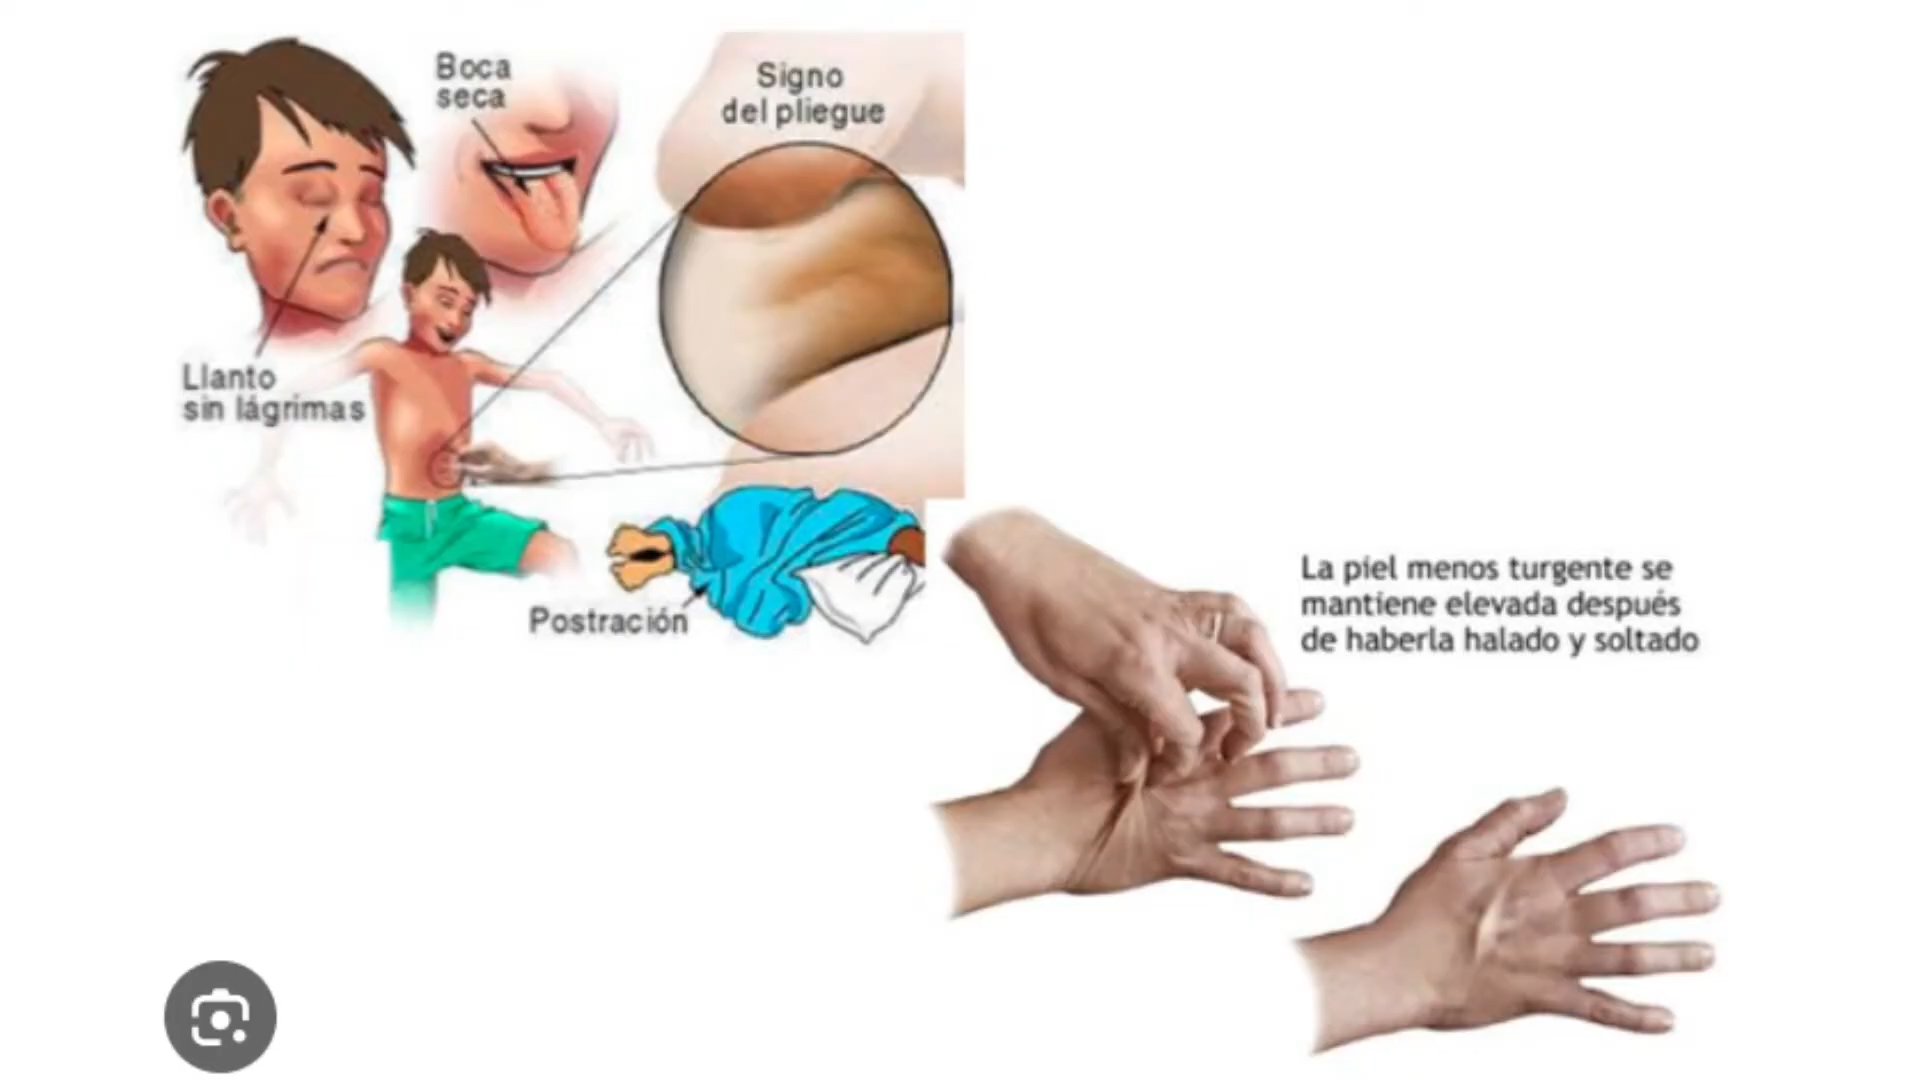 Boca
seca
Signo
del pliegue
Llanto
sin lágrimas
Postración
La piel menos turgente se
mantiene elevada después
de haberla halado y soltado